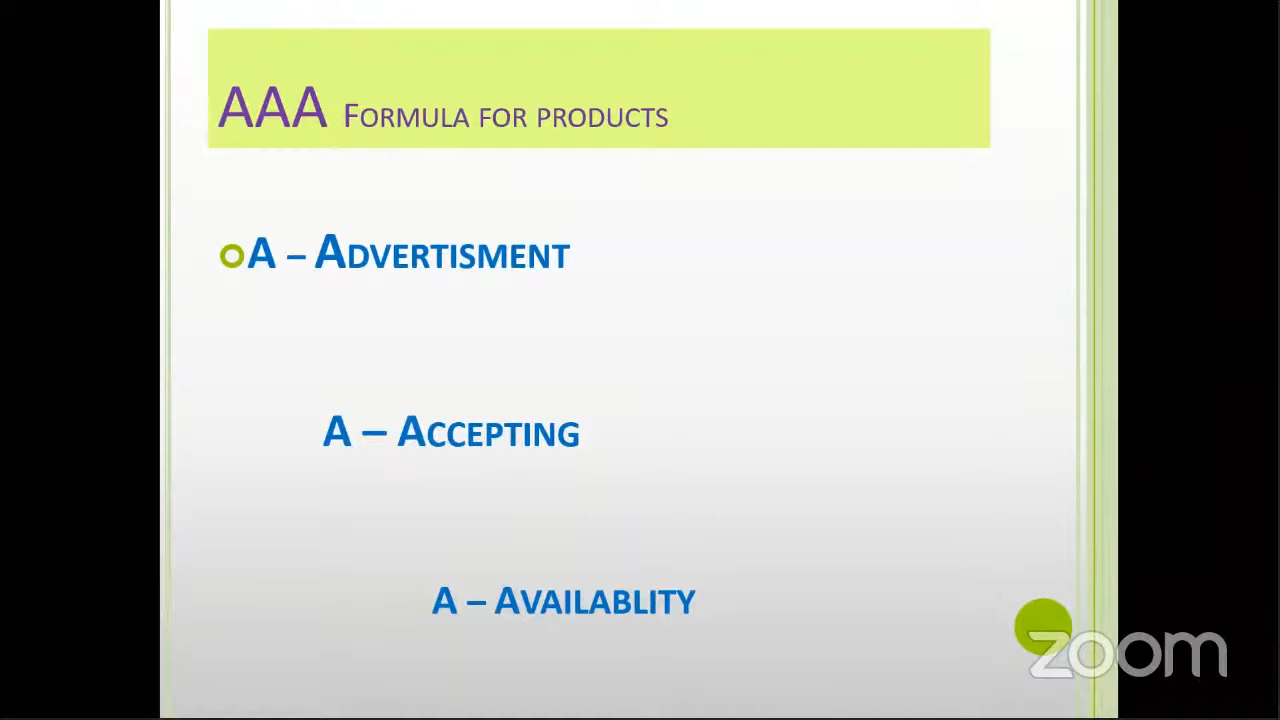 AAA FORMULA FOR PRODUCTS
A – ADVERTISMENT
A – ACCEPTING
A – AVAILABLITY
zoom